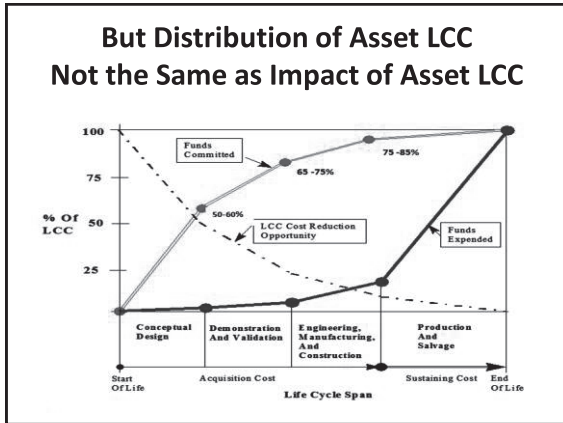 But Distribution of Asset LCC
Not the Same as Impact of Asset LCC
100
75
% Of
LCC
50
25
Funds
Committed
50-60%
65 -75%
75 -85%
LCC Cost Reduction
Opportunity
Funds
Expended
Conceptual
Design
Demonstration
And Validation
Engineering,
Manufacturing,
And
Construction
Production
And
Salvage
Start
Of Life
Acquisition Cost
Sustaining Cost
End
Of Life
Life Cycle Span